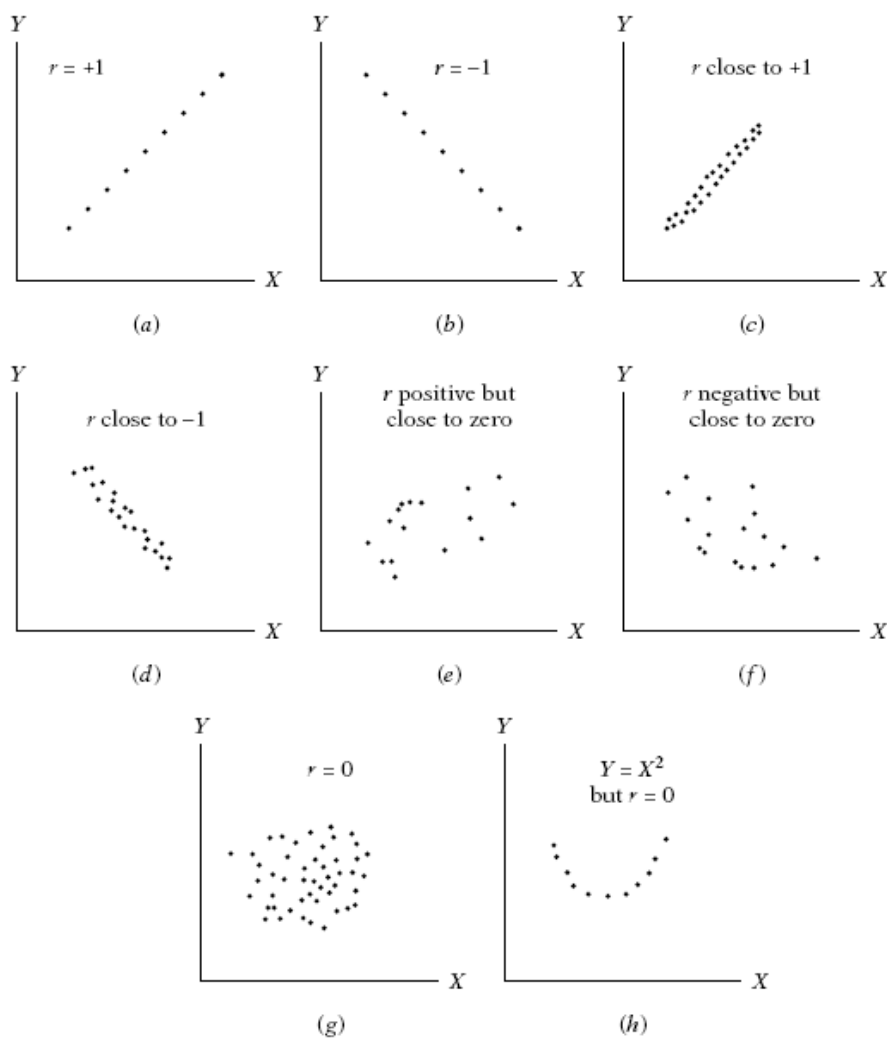 Y
r = +1
X
(a)
Y
r = –1
X
(b)
Y
r close to +1
X
(c)
Y
r close to –1
X
(d)
Y
r positive but
close to zero
X
(e)
Y
r negative but
close to zero
X
(f)
Y
r = 0
X
(g)
Y
Y = X²
but r = 0
X
(h)